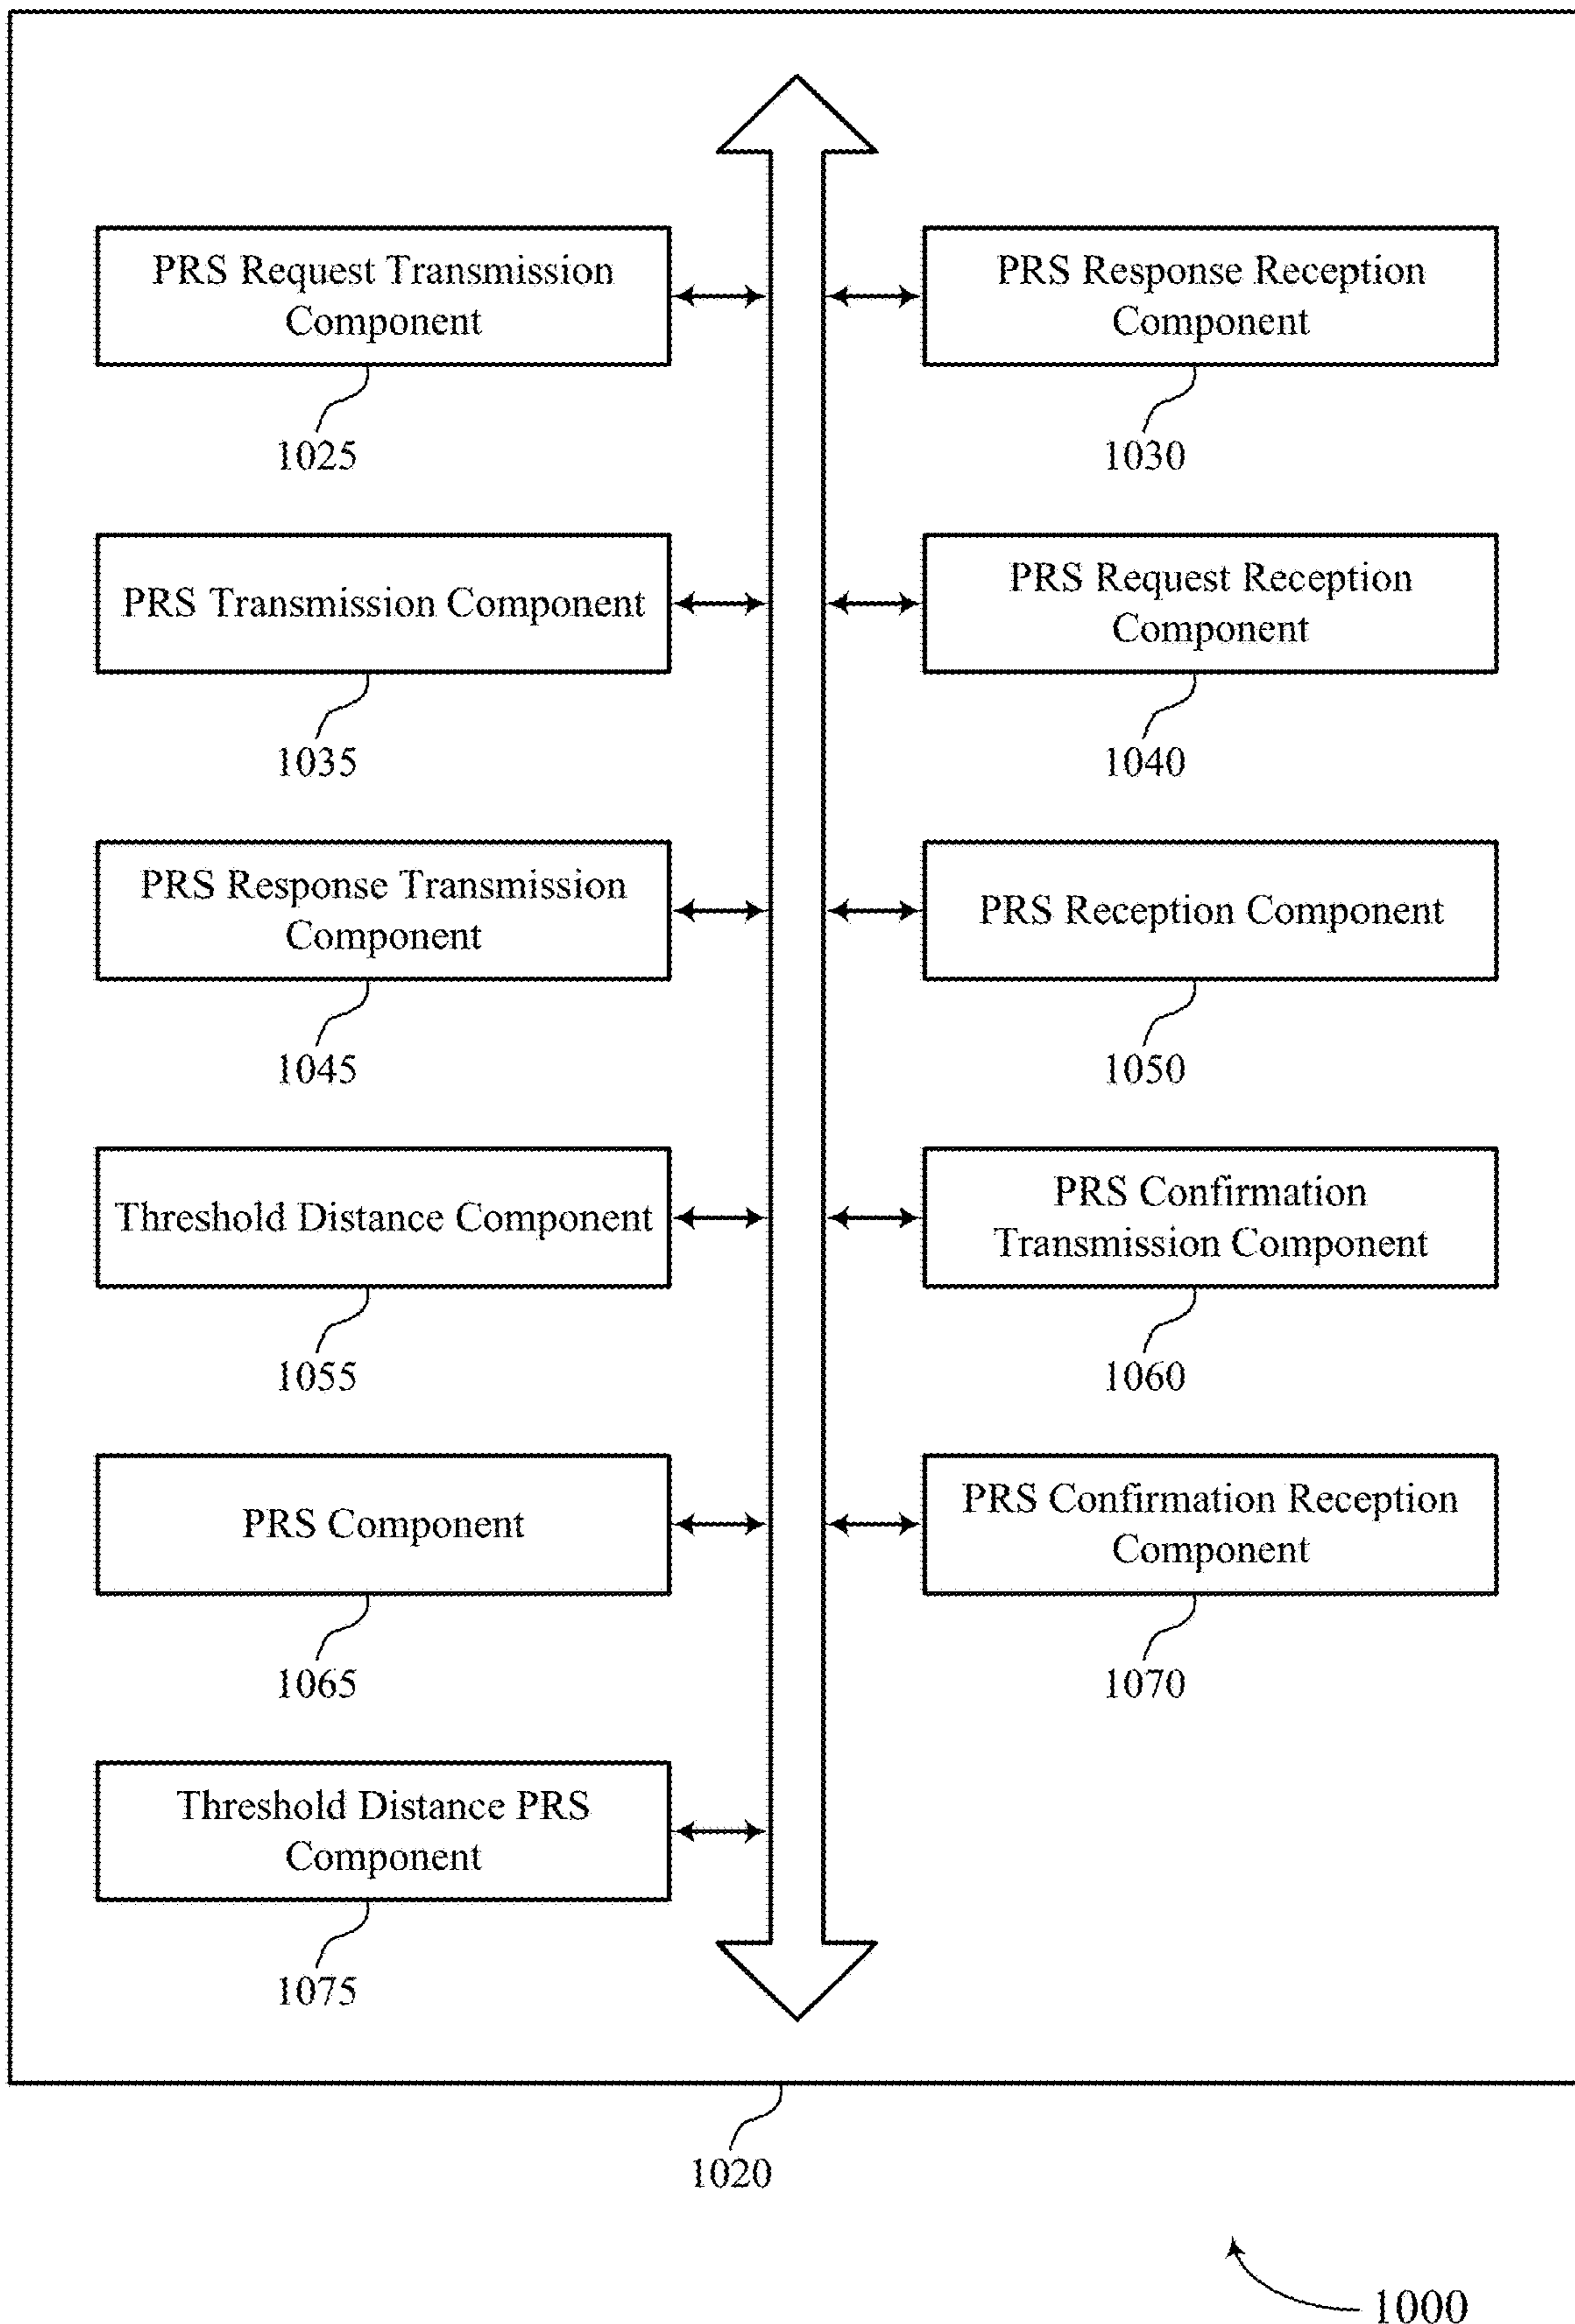 PRS Request Transmission
Component
1025
PRS Response Reception
Component
1030
PRS Transmission Component
1035
PRS Request Reception
Component
1040
PRS Response Transmission
Component
1045
PRS Reception Component
1050
Threshold Distance Component
1055
PRS Confirmation
Transmission Component
1060
PRS Component
1065
PRS Confirmation Reception
Component
1070
Threshold Distance PRS
Component
1075
1020
1000